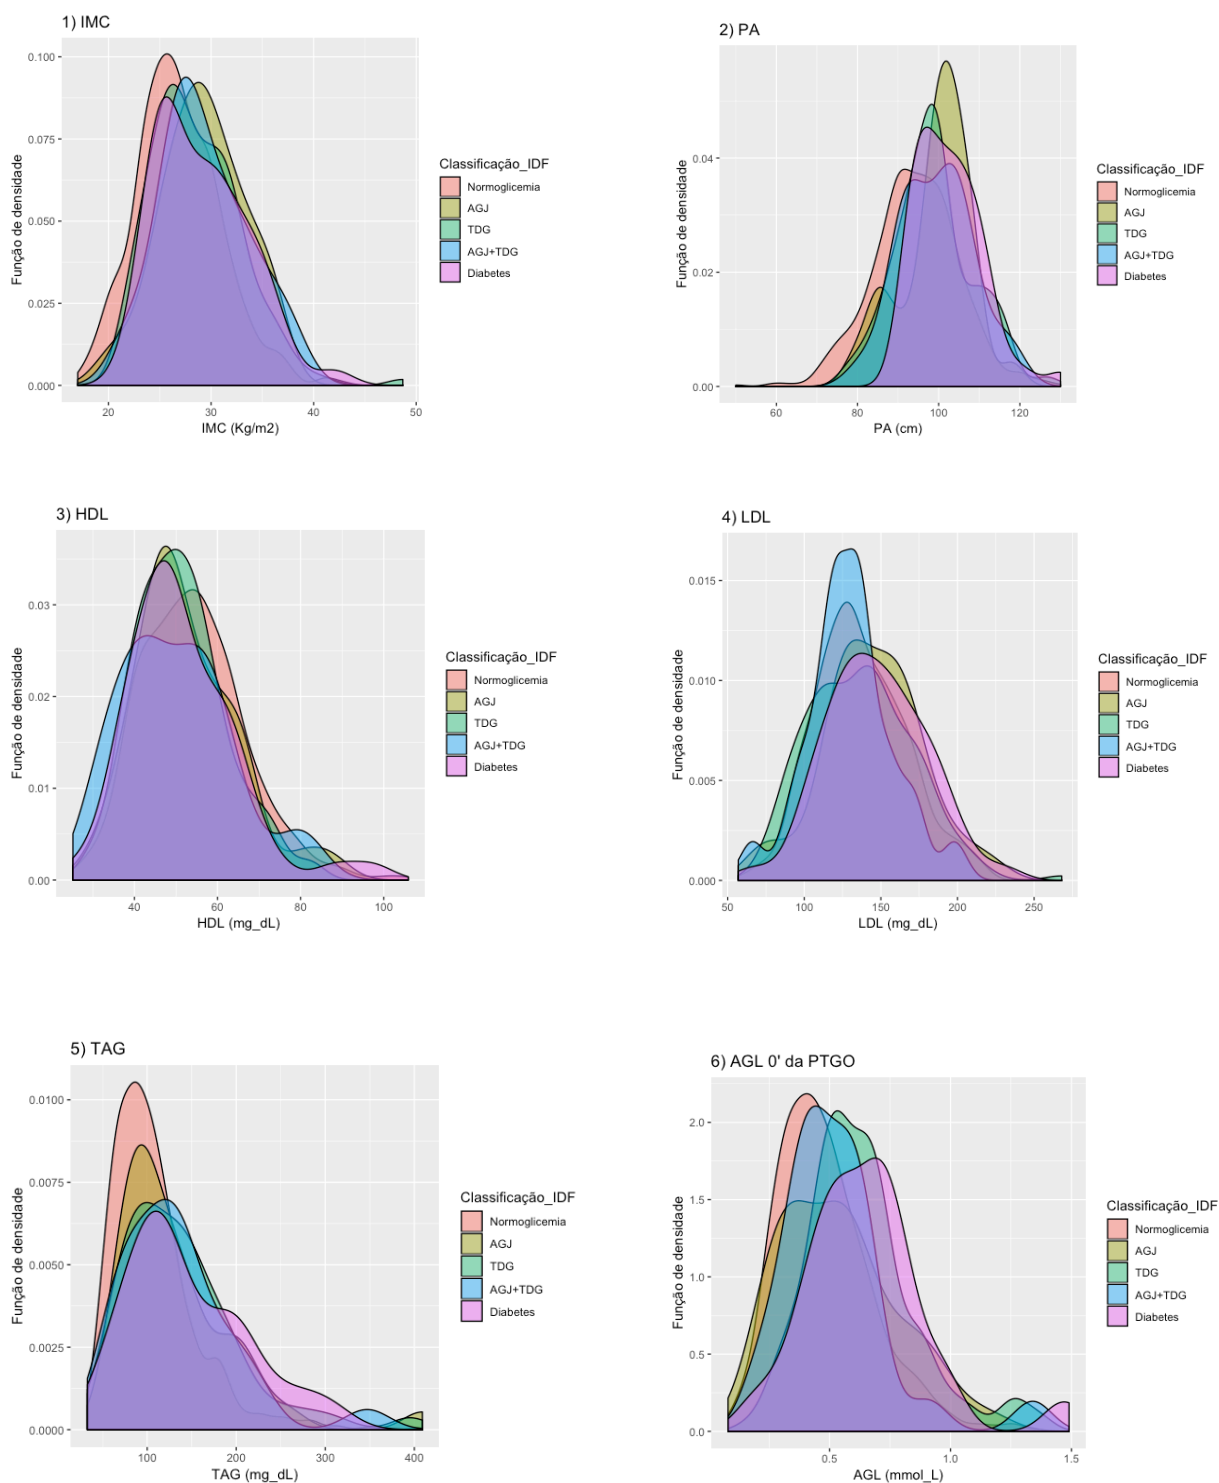 1) IMC
Função de densidade
0.100
0.075
0.050
0.025
0.000
20
30
40
50
IMC (Kg/m2)
Classificação_IDF
Normoglicemia
AGJ
TDG
AGJ+TDG
Diabetes
2) PA
Função de densidade
0.04
0.02
0.00
60
80
100
120
PA (cm)
Classificação_IDF
Normoglicemia
AGJ
TDG
AGJ+TDG
Diabetes
3) HDL
Função de densidade
0.03
0.02
0.01
0.00
40
60
80
100
HDL (mg_dL)
Classificação_IDF
Normoglicemia
AGJ
TDG
AGJ+TDG
Diabetes
4) LDL
Função de densidade
0.015
0.010
0.005
0.000
50
100
150
200
250
LDL (mg_dL)
Classificação_IDF
Normoglicemia
AGJ
TDG
AGJ+TDG
Diabetes
5) TAG
Função de densidade
0.0100
0.0075
0.0050
0.0025
0.0000
100
200
300
400
TAG (mg_dL)
Classificação_IDF
Normoglicemia
AGJ
TDG
AGJ+TDG
Diabetes
6) AGL 0' da PTGO
Função de densidade
2.0
1.5
1.0
0.5
0.0
0.5
1.0
1.5
AGL (mmol_L)
Classificação_IDF
Normoglicemia
AGJ
TDG
AGJ+TDG
Diabetes